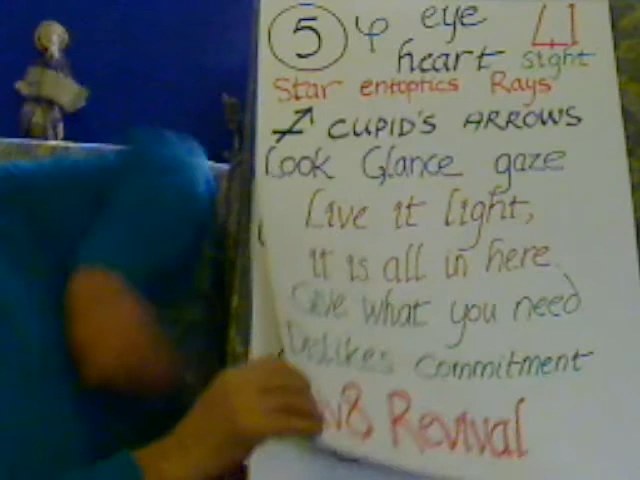 5 φ eye
heart sight
Star entoptics Rays
CUPID'S ARROWS
Look Glance gaze
Live it light,
it is all in here
Give what you need
Dislikes commitment
Revival